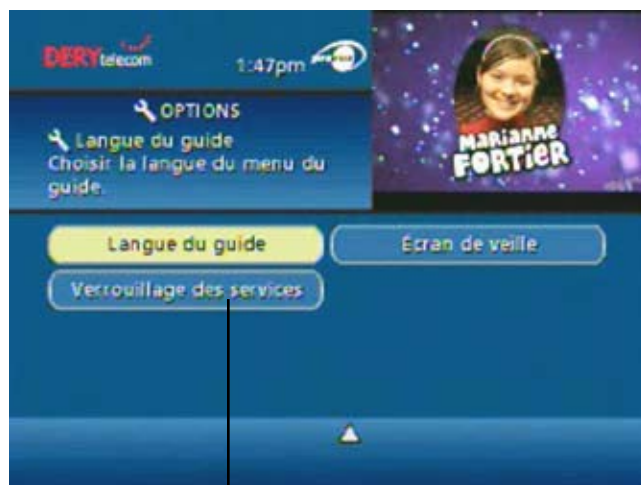 DERYtelecom
1:47pm
OPTIONS
Langue du guide
Choisir la langue du menu du
guide.
Marianne
FORTIER
Langue du guide
Écran de veille
Verrouillage des services